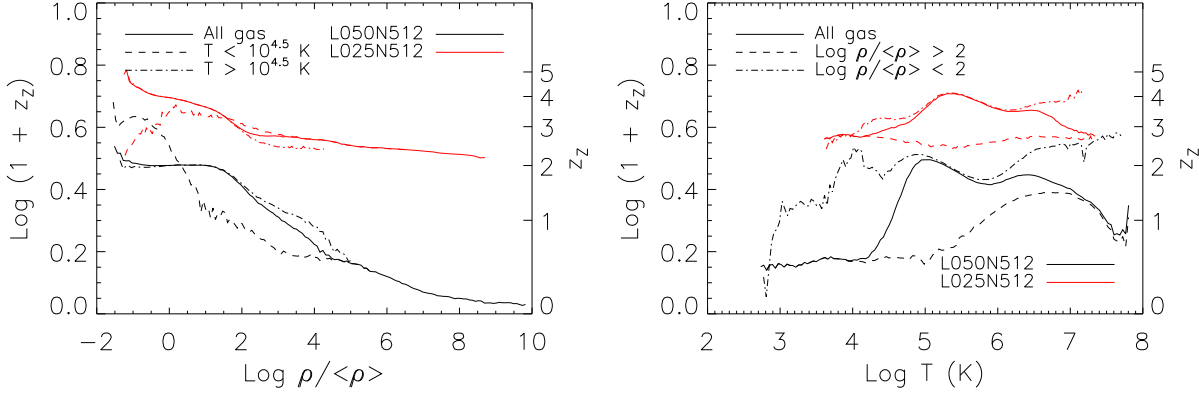 1.0
0.8
0.6
0.4
0.2
0.0
Log (1 + z_Z)
All gas
T < 10^4.5 K
T > 10^4.5 K
L050N512
L025N512
5
4
3
2
1
0
z_Z
−2 0 2 4 6 8 10
Log ρ/<ρ>
1.0
0.8
0.6
0.4
0.2
0.0
Log (1 + z_Z)
All gas
Log ρ/<ρ> > 2
Log ρ/<ρ> < 2
L050N512
L025N512
5
4
3
2
1
0
z_Z
2 3 4 5 6 7 8
Log T (K)